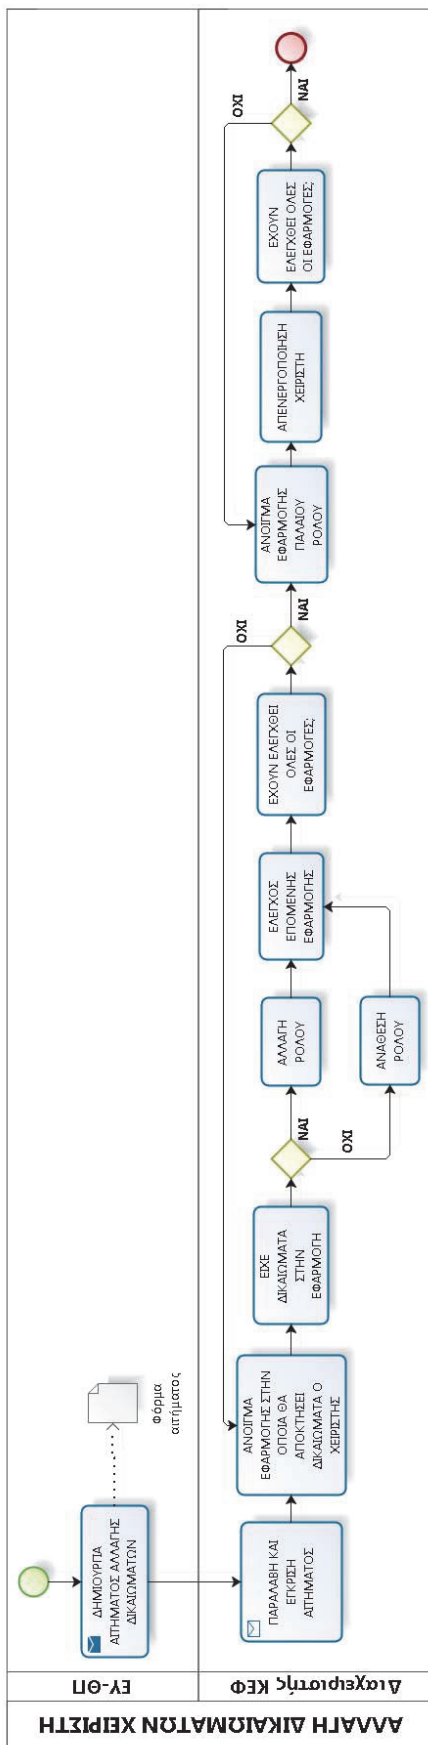 ΑΛΛΑΓΗ ΔΙΚΑΙΩΜΑΤΩΝ ΧΕΙΡΙΣΤΗ
ΕΥ-ΘΠ
ΔΗΜΙΟΥΡΓΙΑ
ΑΙΤΗΜΑΤΟΣ ΑΛΛΑΓΗΣ
ΔΙΚΑΙΩΜΑΤΩΝ
Φόρμα
αιτήματος
Διαχειριστής ΚΕΦ
ΠΑΡΑΛΑΒΗ ΚΑΙ
ΕΓΚΡΙΣΗ
ΑΙΤΗΜΑΤΟΣ
ΑΝΟΙΓΜΑ
ΕΦΑΡΜΟΓΗΣ ΣΤΗΝ
ΟΠΟΙΑ ΘΑ
ΑΠΟΚΤΗΣΕΙ
ΔΙΚΑΙΩΜΑΤΑ Ο
ΧΕΙΡΙΣΤΗΣ
ΕΙΧΕ
ΔΙΚΑΙΩΜΑΤΑ
ΣΤΗΝ
ΕΦΑΡΜΟΓΗ
ΝΑΙ
ΟΧΙ
ΑΛΛΑΓΗ
ΡΟΛΟΥ
ΑΝΑΘΕΣΗ
ΡΟΛΟΥ
ΕΛΕΓΧΟΣ
ΕΠΟΜΕΝΗΣ
ΕΦΑΡΜΟΓΗΣ
ΕΧΟΥΝ ΕΛΕΓΧΘΕΙ
ΟΛΕΣ ΟΙ
ΕΦΑΡΜΟΓΕΣ;
ΟΧΙ
ΝΑΙ
ΑΝΟΙΓΜΑ
ΕΦΑΡΜΟΓΗΣ
ΠΑΛΑΙΟΥ
ΡΟΛΟΥ
ΑΠΕΝΕΡΓΟΠΟΙΗΣΗ
ΧΕΙΡΙΣΤΗ
ΕΧΟΥΝ
ΕΛΕΓΧΘΕΙ ΟΛΕΣ
ΟΙ ΕΦΑΡΜΟΓΕΣ;
ΟΧΙ
ΝΑΙ